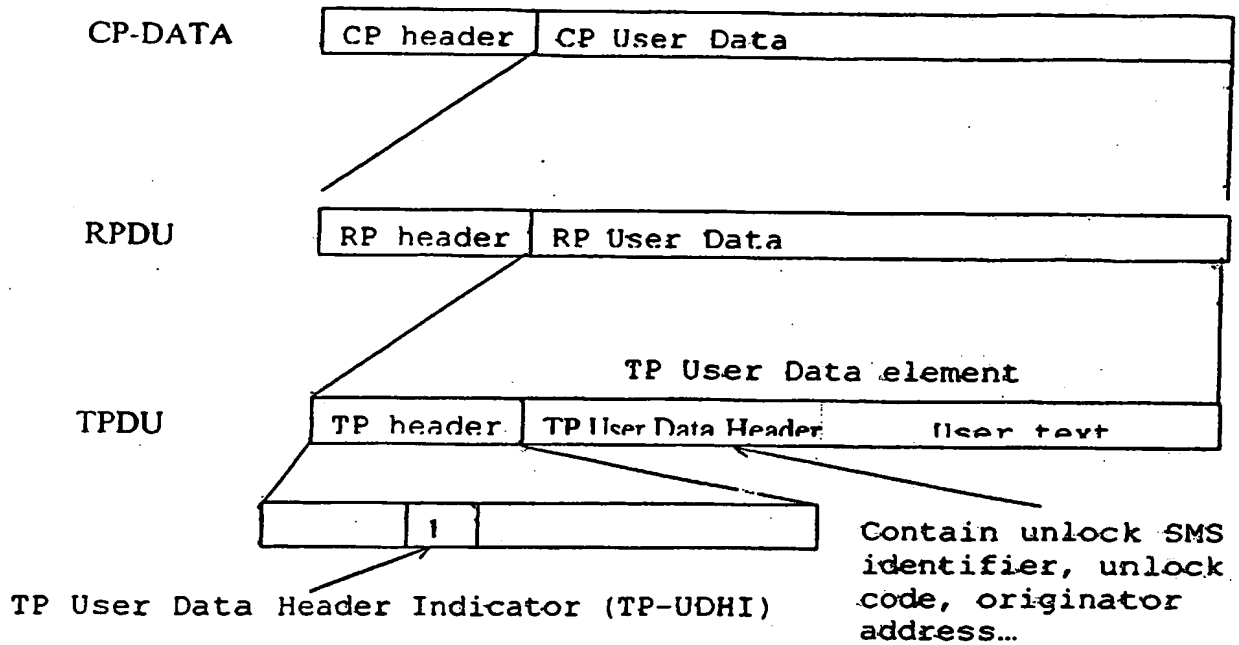 CP-DATA CP header CP User Data
RPDU RP header RP User Data
TP User Data element
TPDU TP header TP User Data Header User text
1
TP User Data Header Indicator (TP-UDHI)
Contain unlock SMS
identifier, unlock
code, originator
address…